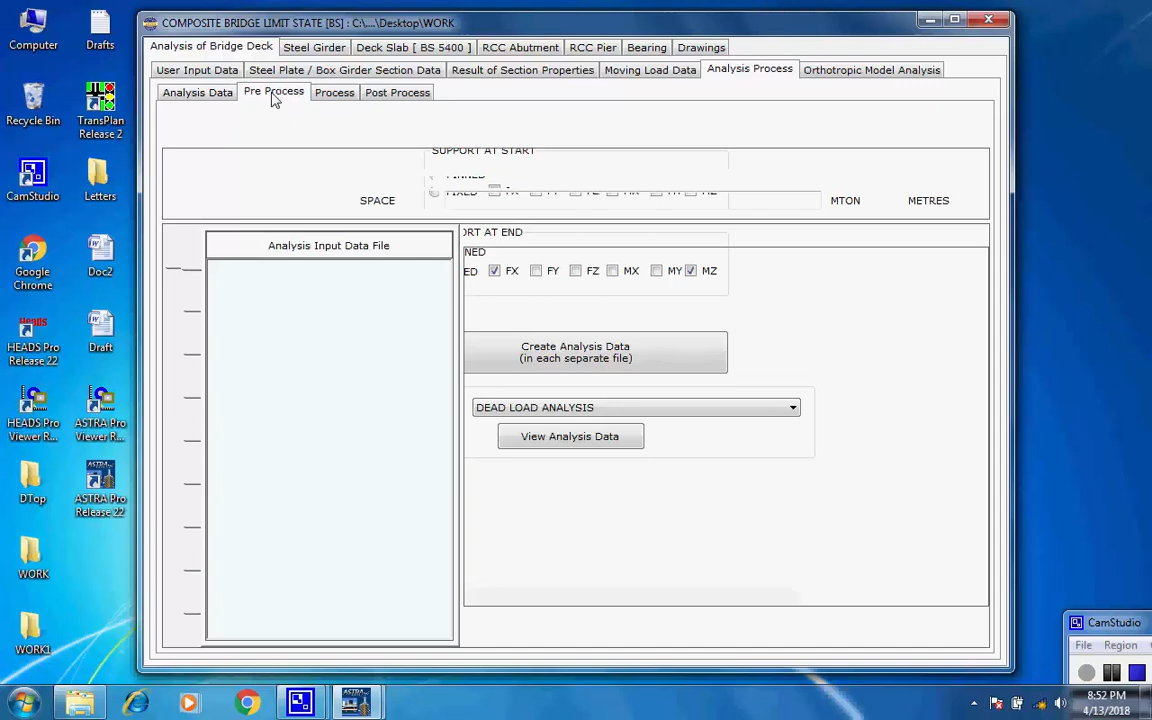 COMPOSITE BRIDGE LIMIT STATE [BS] : C:\...\Desktop\WORK
Analysis of Bridge Deck
Steel Girder
Deck Slab [ BS 5400 ]
RCC Abutment
RCC Pier
Bearing
Drawings
User Input Data
Steel Plate / Box Girder Section Data
Result of Section Properties
Moving Load Data
Analysis Process
Orthotropic Model Analysis
Analysis Data
Pre Process
Process
Post Process
SUPPORT AT START
PINNED
FIXED
SPACE
MTON
METRES
Analysis Input Data File
ORT AT END
NED
ED
FX
FY
FZ
MX
MY
MZ
Create Analysis Data
(in each separate file)
DEAD LOAD ANALYSIS
View Analysis Data
Computer
Drafts
Recycle Bin
TransPlan
Release 2
CamStudio
Letters
Google
Chrome
Doc2
Heads
HEADS Pro
Release 22
Draft
HEADS Pro
Viewer R...
ASTRA Pro
Viewer R...
DTop
ASTRA
ASTRA Pro
Release 22
WORK
WORK1
CamStudio
File
Region
ASTRA
8:52 PM
4/13/2018